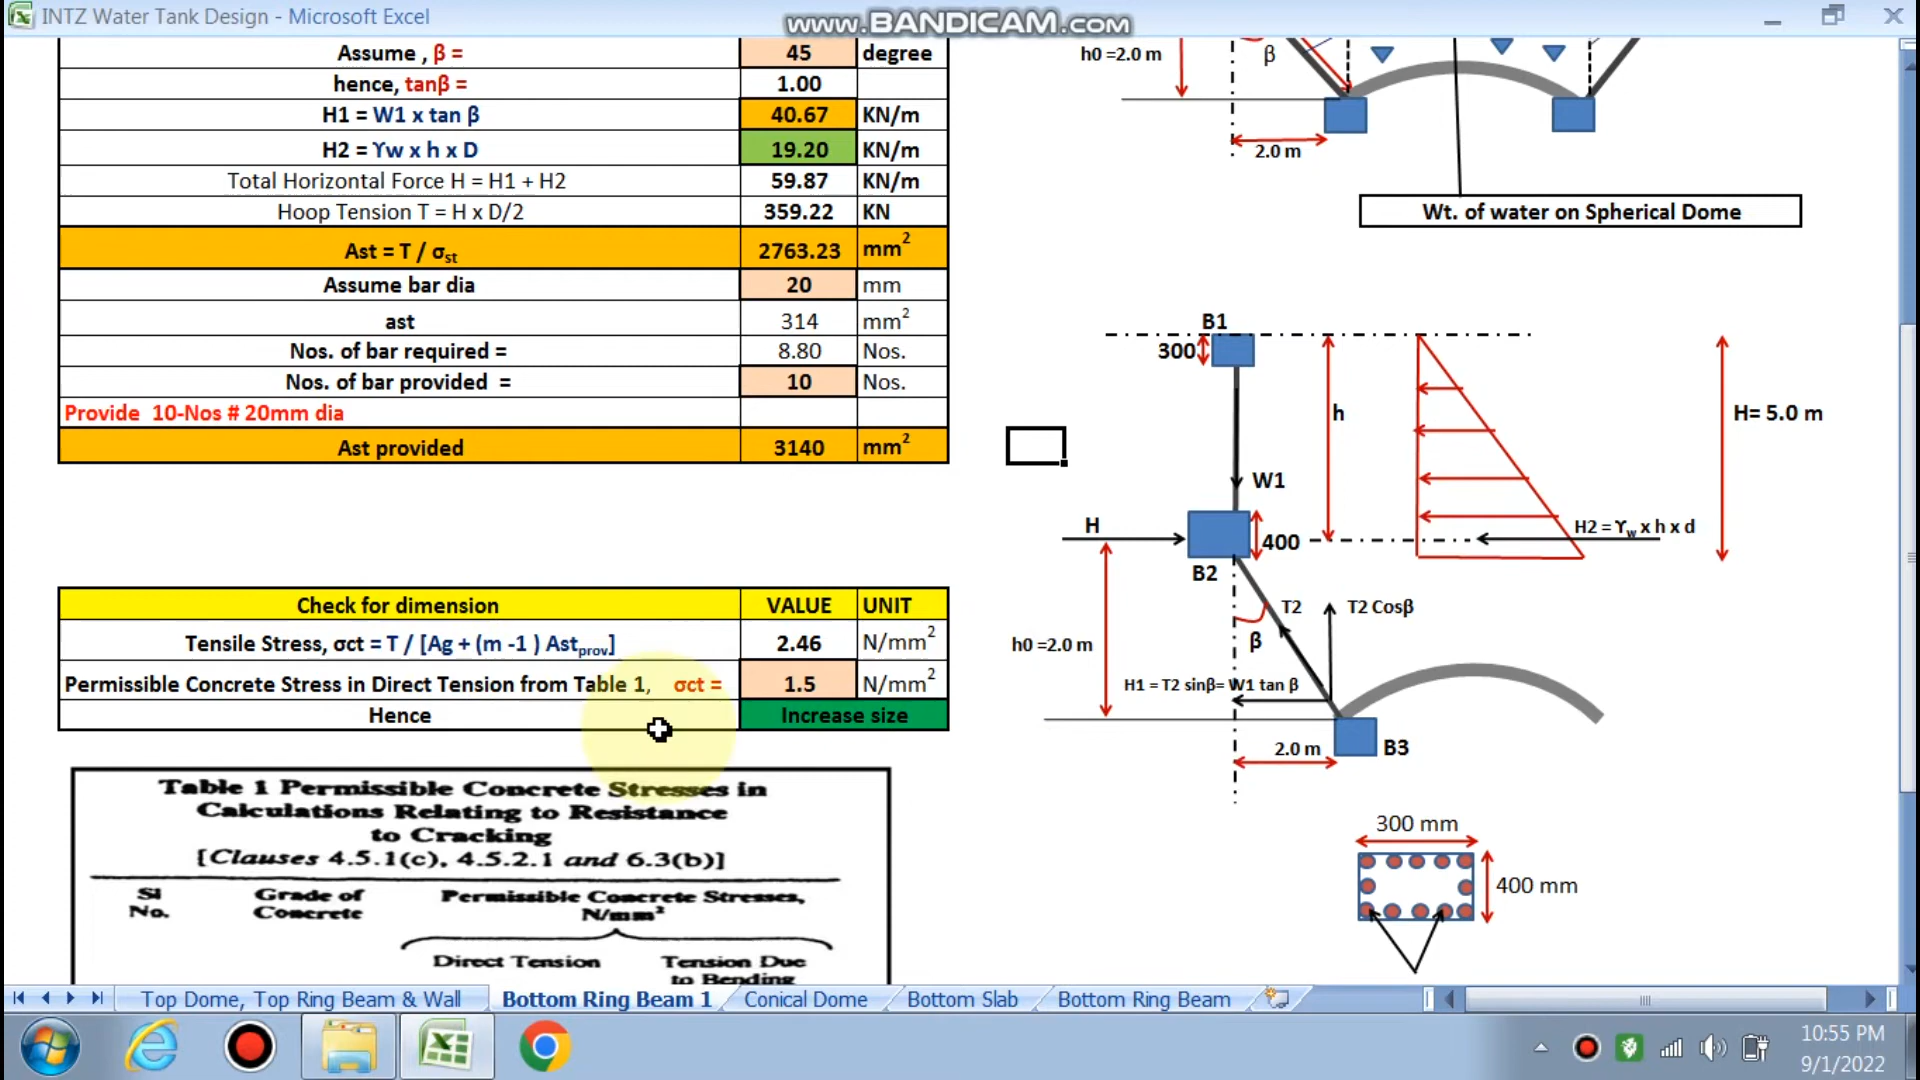 INTZ Water Tank Design - Microsoft Excel
www.BANDICAM.com
Assume , β = 45 degree
hence, tanβ = 1.00
H1 = W1 x tan β 40.67 KN/m
H2 = ϒw x h x D 19.20 KN/m
Total Horizontal Force H = H1 + H2 59.87 KN/m
Hoop Tension T = H x D/2 359.22 KN
Ast = T / σst 2763.23 mm2
Assume bar dia 20 mm
ast 314 mm2
Nos. of bar required = 8.80 Nos.
Nos. of bar provided = 10 Nos.
Provide 10-Nos # 20mm dia
Ast provided 3140 mm2
Check for dimension VALUE UNIT
Tensile Stress, σct = T / [Ag + (m -1 ) Astprov] 2.46 N/mm2
Permissible Concrete Stress in Direct Tension from Table 1, σct = 1.5 N/mm2
Hence Increase size
Table 1 Permissible Concrete Stresses in
Calculations Relating to Resistance
to Cracking
[Clauses 4.5.1(c), 4.5.2.1 and 6.3(b)]
Sl
No.
Grade of
Concrete
Permissible Concrete Stresses,
N/mm2
Direct Tension
Tension Due
to Bending
h0 =2.0 m
β
2.0 m
Wt. of water on Spherical Dome
B1
300
h
H= 5.0 m
W1
H
400
H2 = ϒw x h x d
B2
T2
T2 Cosβ
β
h0 =2.0 m
H1 = T2 sinβ= W1 tan β
2.0 m
B3
300 mm
400 mm
Top Dome, Top Ring Beam & Wall
Bottom Ring Beam 1
Conical Dome
Bottom Slab
Bottom Ring Beam
10:55 PM
9/1/2022